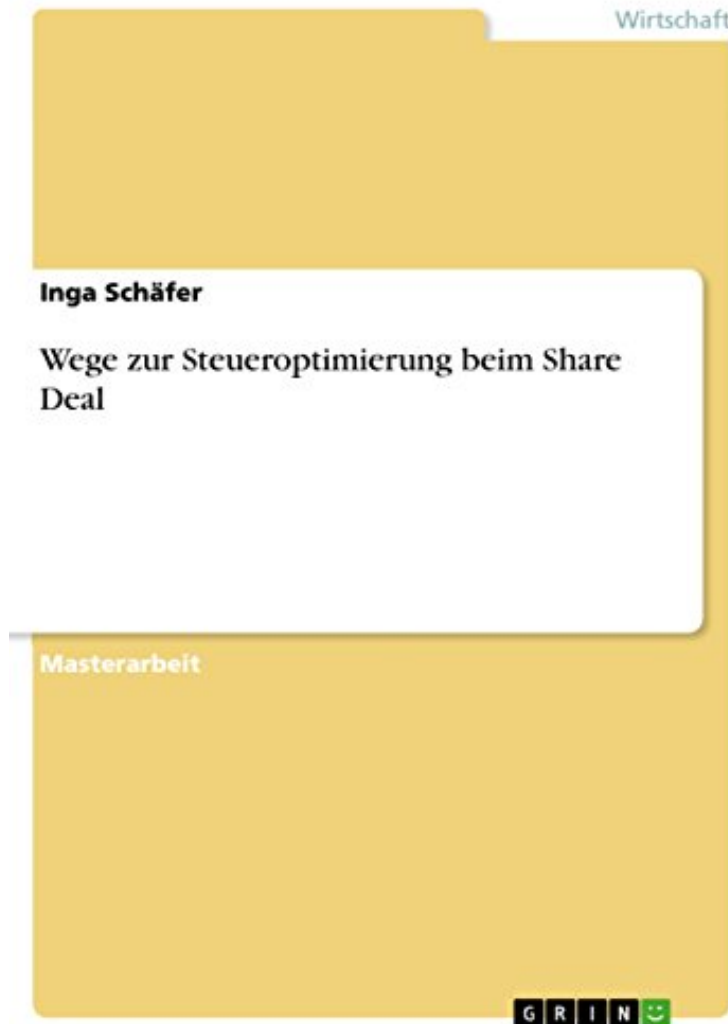 Wirtschaft
Inga Schäfer
Wege zur Steueroptimierung beim Share
Deal
Masterarbeit
GRIN